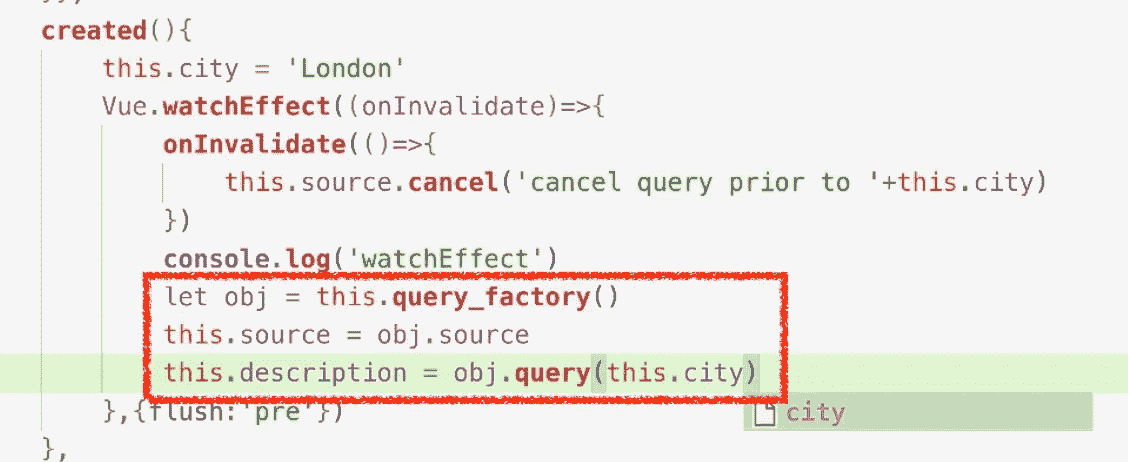 created(){
this.city = 'London'
Vue.watchEffect((onInvalidate)=>{
onInvalidate(()=>{
this.source.cancel('cancel query prior to '+this.city)
})
console.log('watchEffect')
let obj = this.query_factory()
this.source = obj.source
this.description = obj.query(this.city)
},{flush:'pre'})
city
},